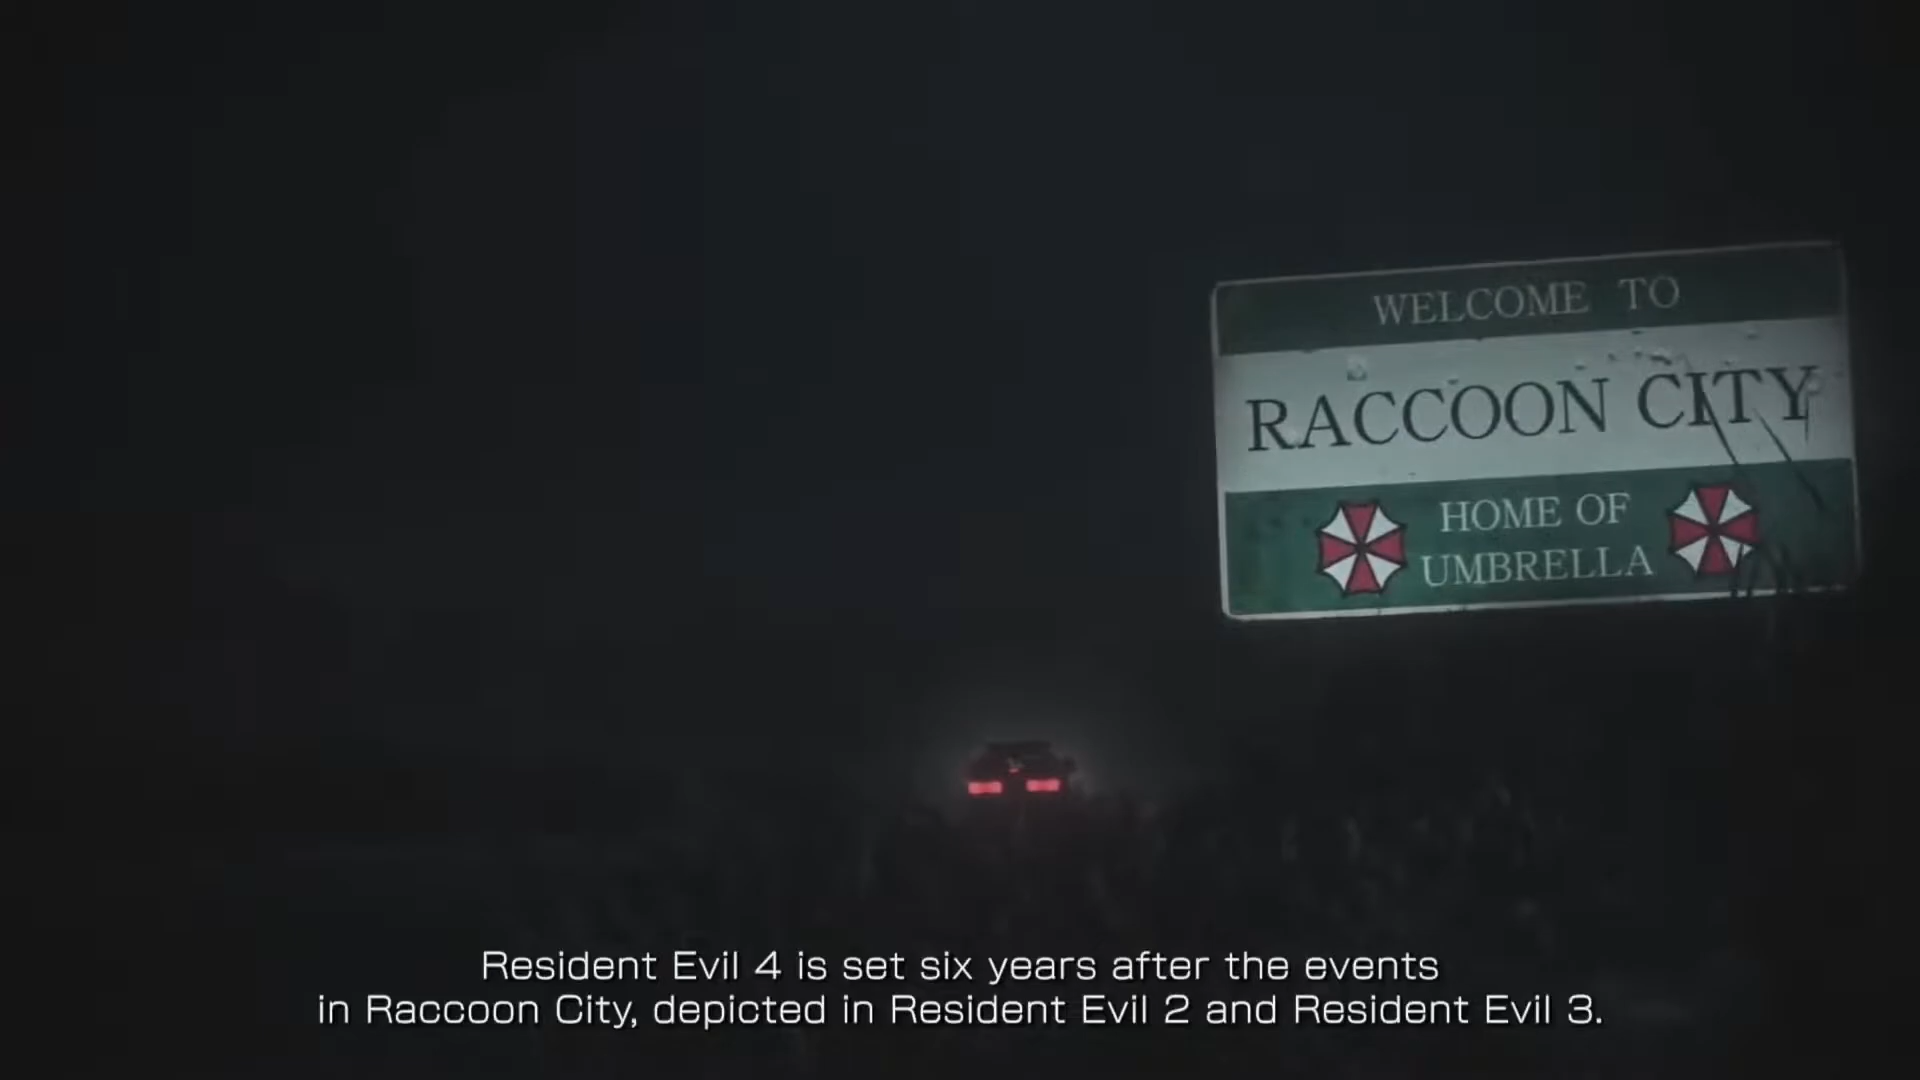 WELCOME TO
RACCOON CITY
HOME OF
UMBRELLA
Resident Evil 4 is set six years after the events
in Raccoon City, depicted in Resident Evil 2 and Resident Evil 3.